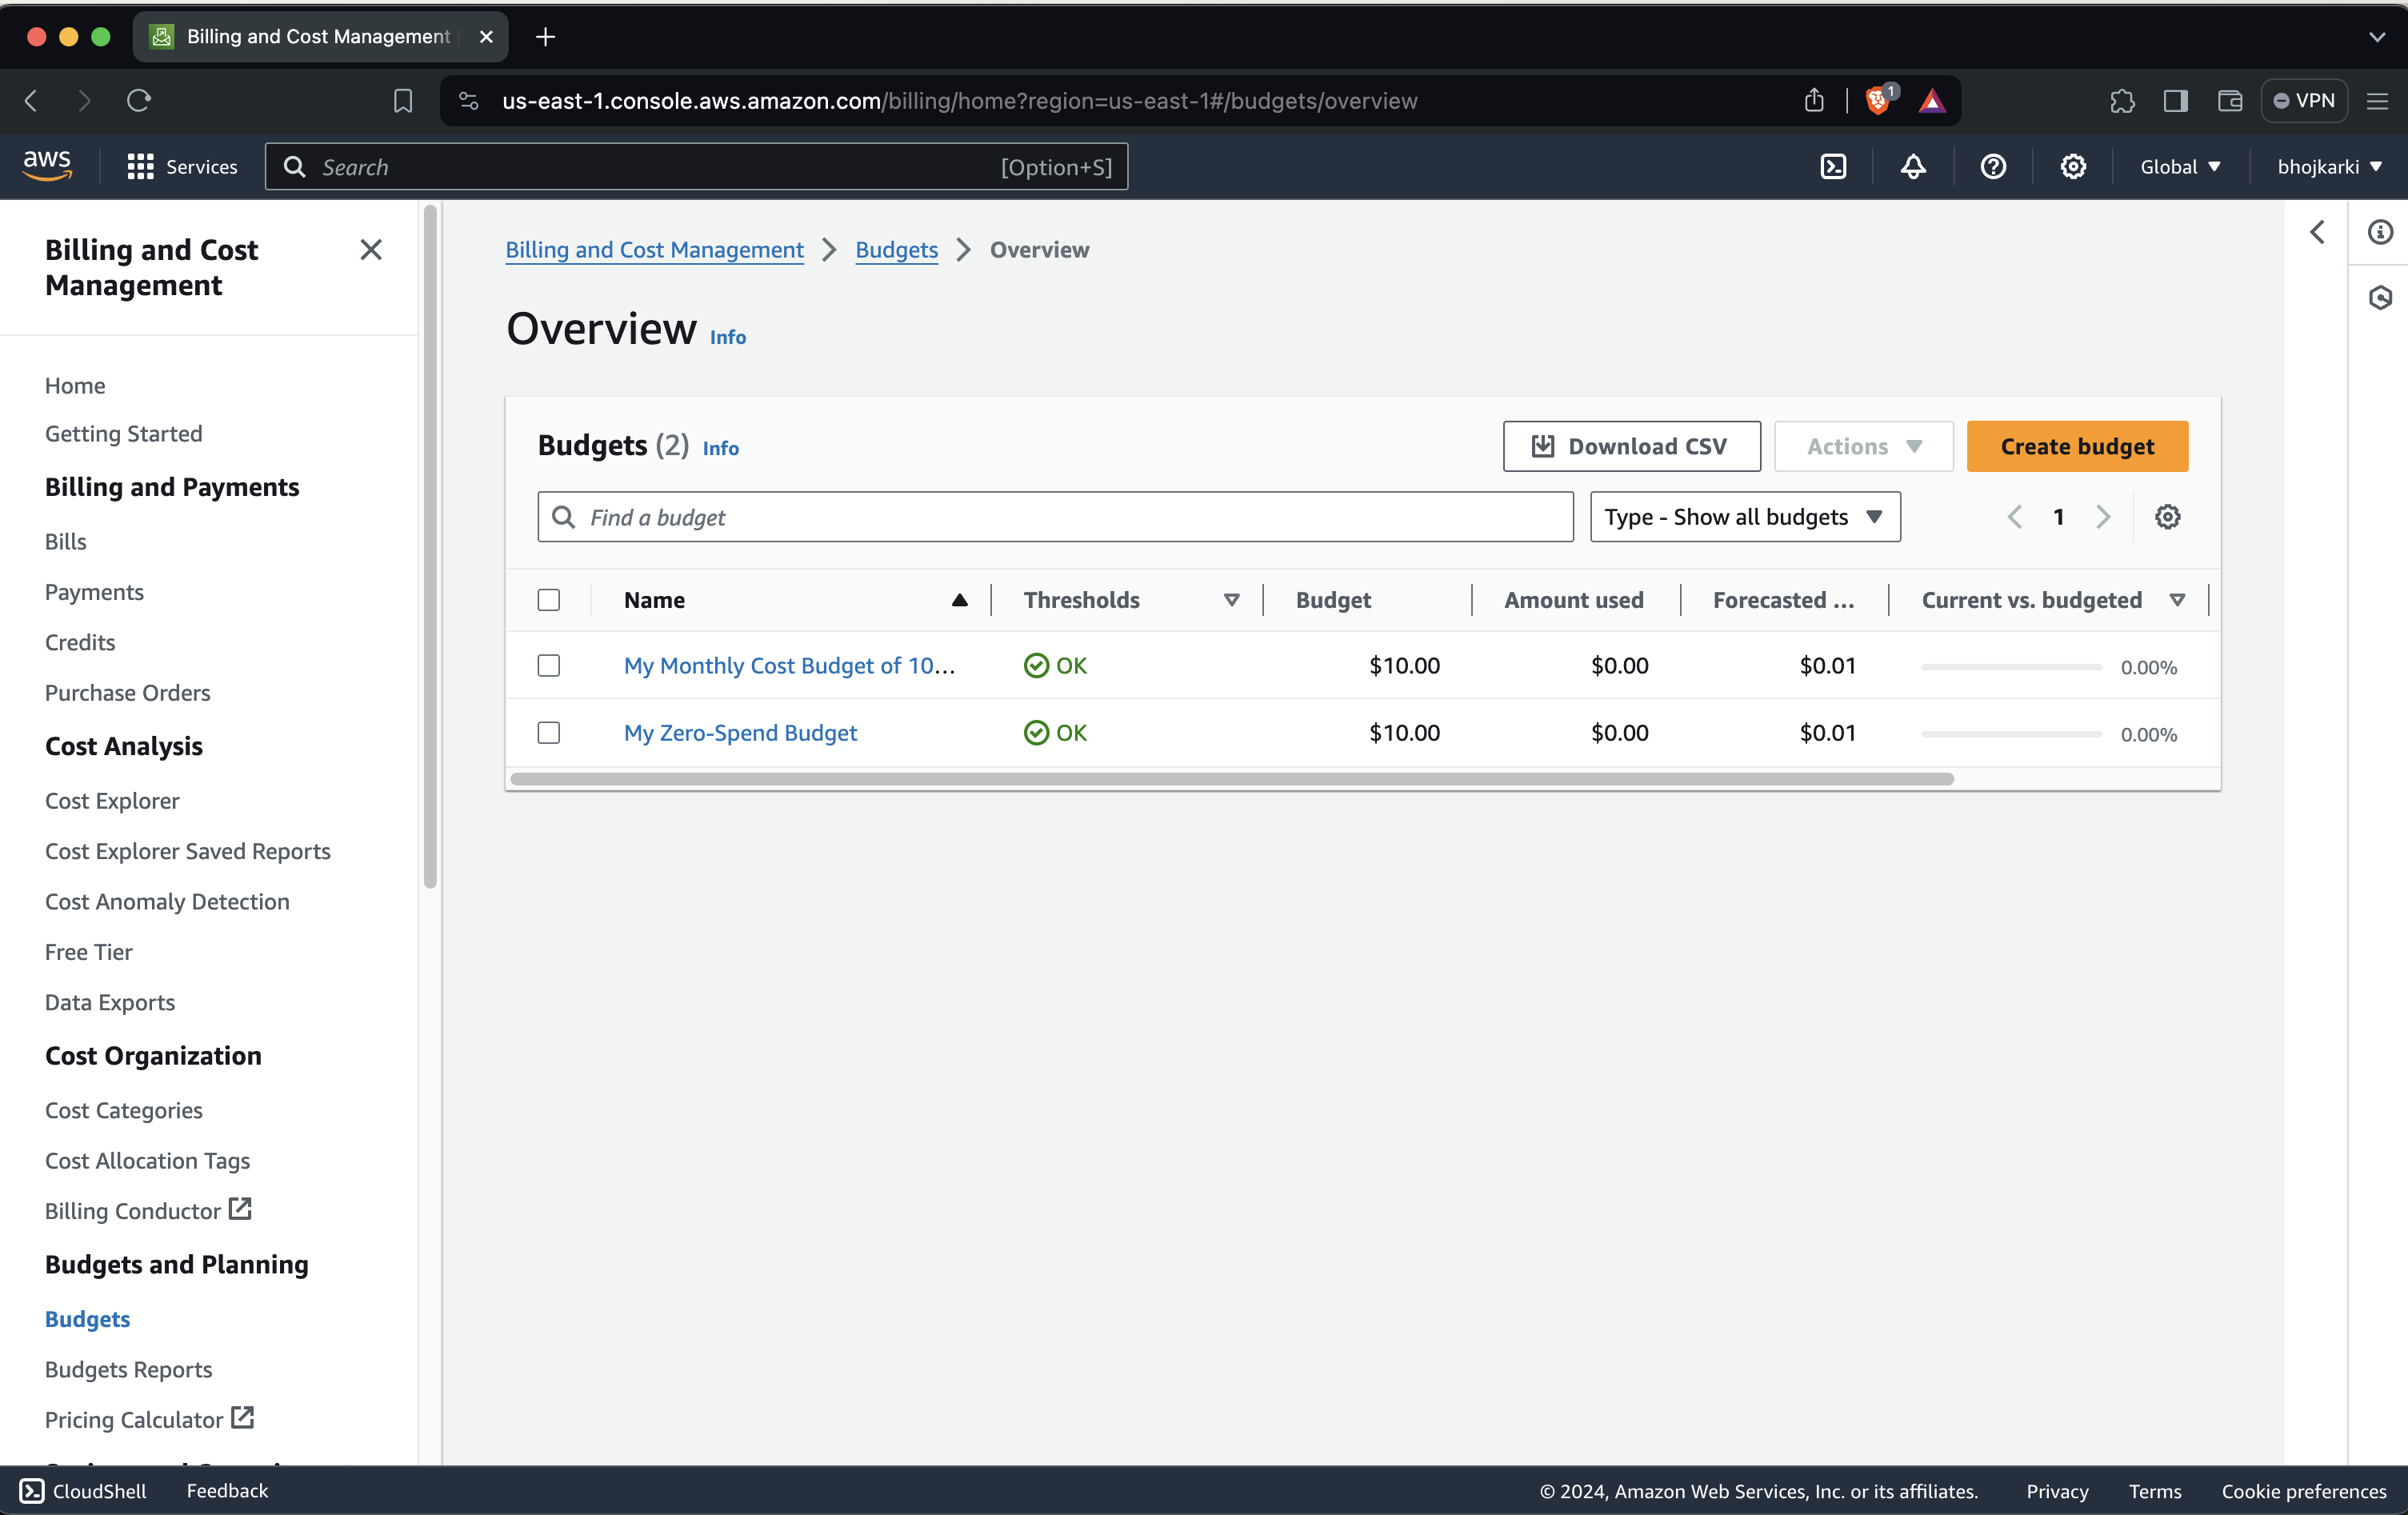 Billing and Cost Management
us-east-1.console.aws.amazon.com/billing/home?region=us-east-1#/budgets/overview
1
VPN
aws
Services
Search
[Option+S]
Global
bhojkarki
Billing and Cost
Management
Home
Getting Started
Billing and Payments
Bills
Payments
Credits
Purchase Orders
Cost Analysis
Cost Explorer
Cost Explorer Saved Reports
Cost Anomaly Detection
Free Tier
Data Exports
Cost Organization
Cost Categories
Cost Allocation Tags
Billing Conductor
Budgets and Planning
Budgets
Budgets Reports
Pricing Calculator
Billing and Cost Management > Budgets > Overview
Overview Info
Budgets (2) Info
Download CSV
Actions
Create budget
Find a budget
Type - Show all budgets
1
Name Thresholds Budget Amount used Forecasted ... Current vs. budgeted
My Monthly Cost Budget of 10... OK $10.00 $0.00 $0.01 0.00%
My Zero-Spend Budget OK $10.00 $0.00 $0.01 0.00%
CloudShell Feedback © 2024, Amazon Web Services, Inc. or its affiliates. Privacy Terms Cookie preferences